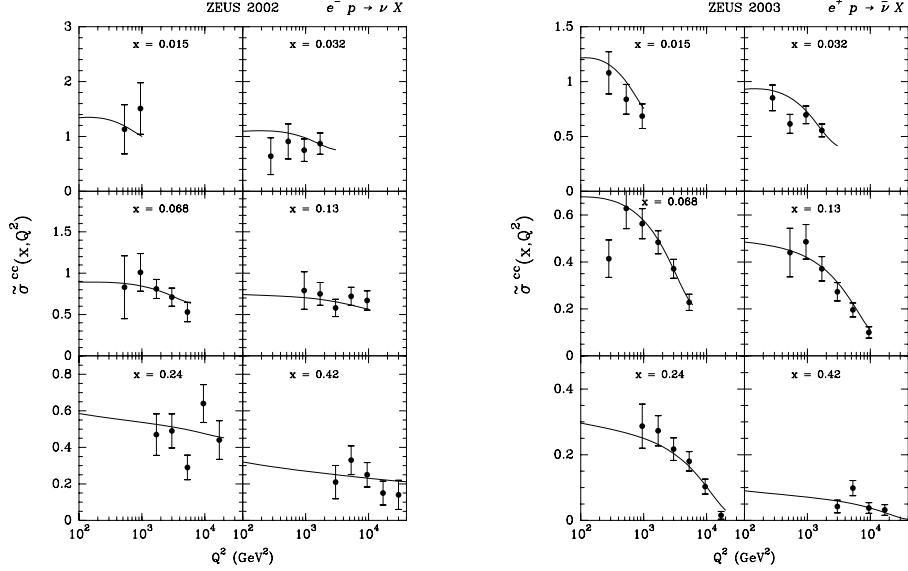 ZEUS 2002 e⁻ p → ν X
3
2
1
0
x = 0.015
x = 0.032
1.5
1
0.5
0
x = 0.068
x = 0.13
0.8
0.6
0.4
0.2
0
x = 0.24
x = 0.42
σ̃ ᶜᶜ(x,Q²)
10² 10³ 10⁴ 10² 10³ 10⁴
Q² (GeV²)
ZEUS 2003 e⁺ p → ν̄ X
1.5
1
0.5
0
x = 0.015
x = 0.032
0.6
0.4
0.2
0
x = 0.068
x = 0.13
0.4
0.2
0
x = 0.24
x = 0.42
σ̃ ᶜᶜ(x,Q²)
10² 10³ 10⁴ 10² 10³ 10⁴
Q² (GeV²)